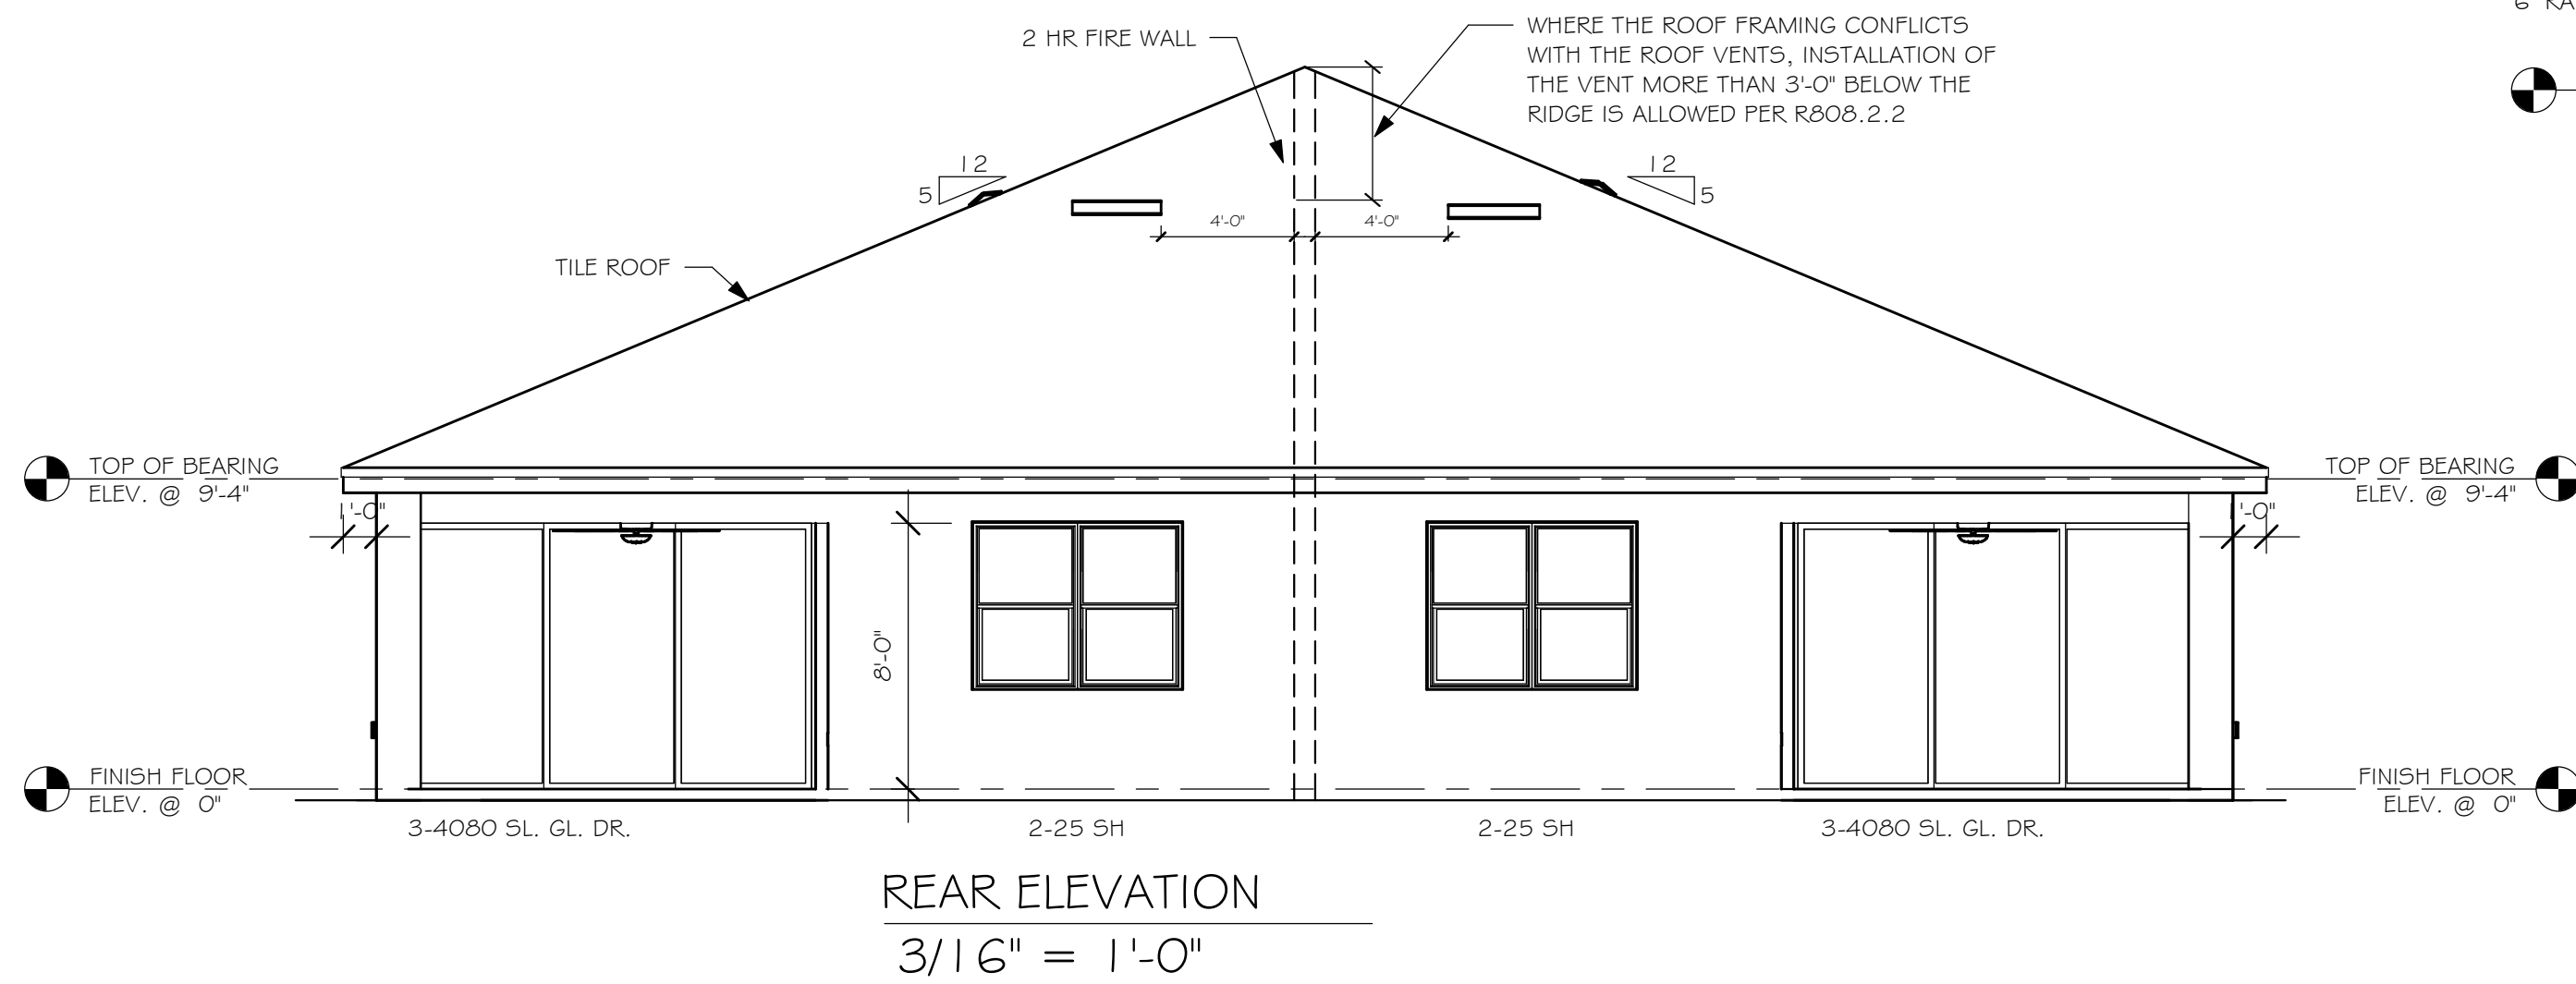 2 HR FIRE WALL
WHERE THE ROOF FRAMING CONFLICTS
WITH THE ROOF VENTS, INSTALLATION OF
THE VENT MORE THAN 3'-0" BELOW THE
RIDGE IS ALLOWED PER R808.2.2
12
5
12
5
4'-0"
4'-0"
TILE ROOF
TOP OF BEARING
ELEV. @ 9'-4"
TOP OF BEARING
ELEV. @ 9'-4"
1'-0"
1'-0"
8'-0"
FINISH FLOOR
ELEV. @ 0"
FINISH FLOOR
ELEV. @ 0"
3-4080 SL. GL. DR.
2-25 SH
2-25 SH
3-4080 SL. GL. DR.
REAR ELEVATION
3/16" = 1'-0"